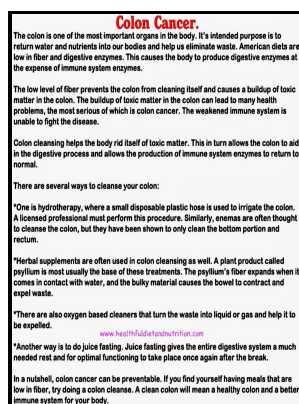 Colon Cancer.
The colon is one of the most important organs in the body. It's intended purpose is to
return water and nutrients into our bodies and help us eliminate waste. American diets are
low in fiber and digestive enzymes. This causes the body to produce digestive enzymes at
the expense of immune system enzymes.
The low level of fiber prevents the colon from cleaning itself and causes a buildup of toxic
matter in the colon. The buildup of toxic matter in the colon can lead to many health
problems, the most serious of which is colon cancer. The weakened immune system is
unable to fight the disease.
Colon cleansing helps the body rid itself of toxic matter. This in turn allows the colon to aid
in the digestive process and allows the production of immune system enzymes to return to
normal.
There are several ways to cleanse your colon:
*One is hydrotherapy, where a small disposable plastic hose is used to irrigate the colon.
A licensed professional must perform this procedure. Similarly, enemas are often thought
to cleanse the colon, but they have been shown to only clean the bottom portion and
rectum.
*Herbal supplements are often used in colon cleansing as well. A plant product called
psyllium is most usually the base of these treatments. The psyllium's fiber expands when it
comes in contact with water, and the bulky material causes the bowel to contract and
expel waste.
*There are also oxygen based cleaners that turn the waste into liquid or gas and help it to
be expelled.
www.healthfuldietandnutrition.com
*Another way is to do juice fasting. Juice fasting gives the entire digestive system a much
needed rest and for optimal functioning to take place once again after the break.
In a nutshell, colon cancer can be preventable. If you find yourself having meals that are
low in fiber, try doing a colon cleanse. A clean colon will mean a healthy colon and a better
immune system for your body.